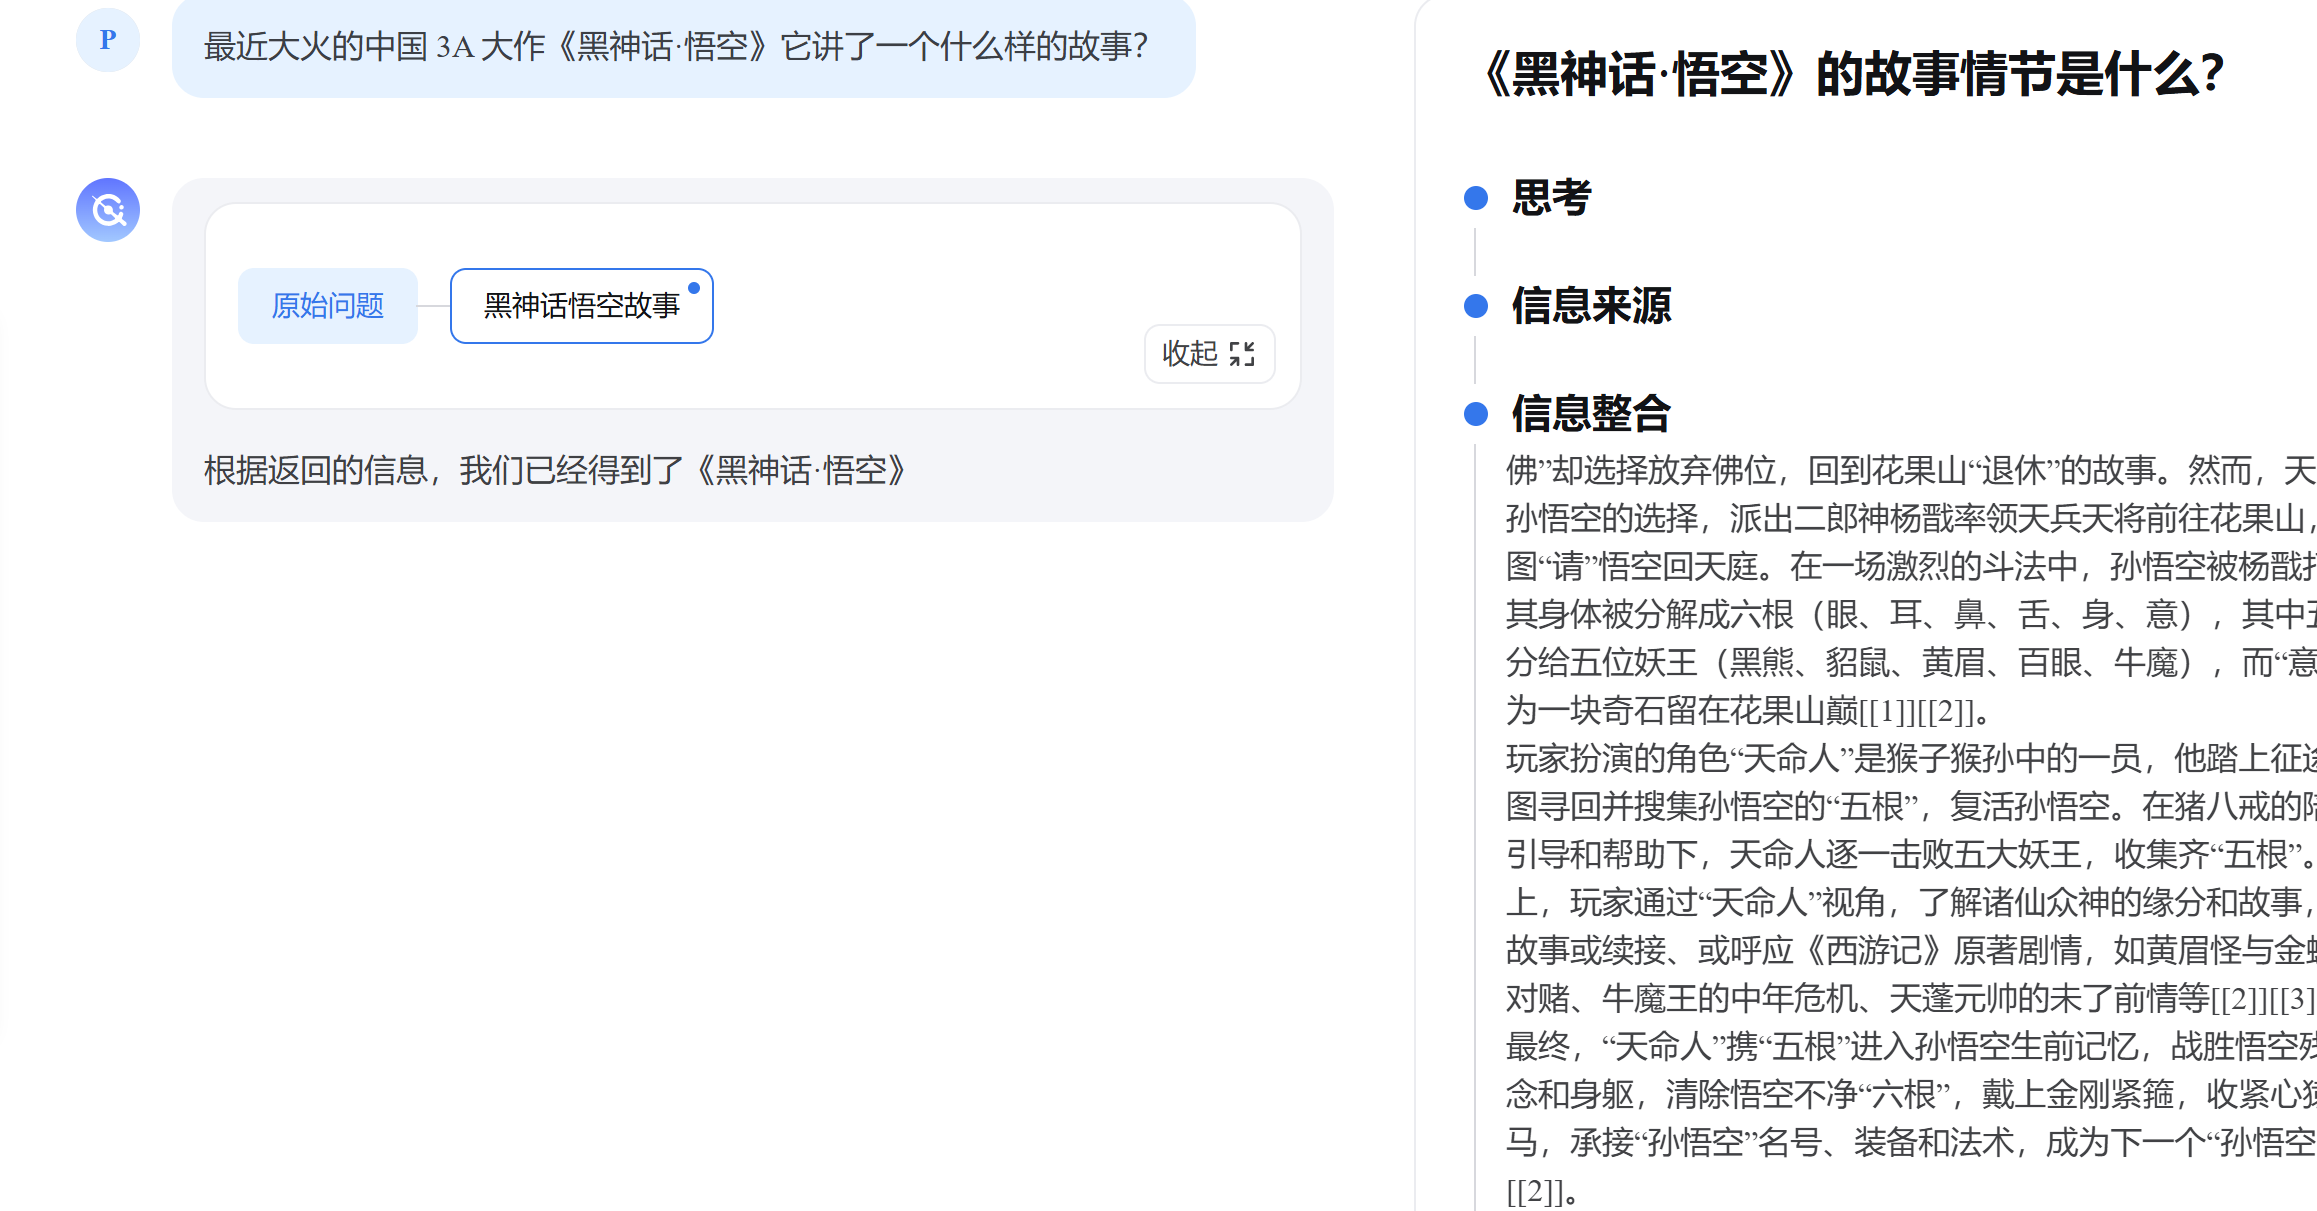 P
最近大火的中国 3A 大作《黑神话·悟空》它讲了一个什么样的故事？
原始问题
黑神话悟空故事
收起
根据返回的信息，我们已经得到了《黑神话·悟空》
《黑神话·悟空》的故事情节是什么？
思考
信息来源
信息整合
佛”却选择放弃佛位，回到花果山“退休”的故事。然而，天
孙悟空的选择，派出二郎神杨戬率领天兵天将前往花果山，
图“请”悟空回天庭。在一场激烈的斗法中，孙悟空被杨戬打
其身体被分解成六根（眼、耳、鼻、舌、身、意），其中五
分给五位妖王（黑熊、貂鼠、黄眉、百眼、牛魔），而“意
为一块奇石留在花果山巅[[1]][[2]]。
玩家扮演的角色“天命人”是猴子猴孙中的一员，他踏上征途
图寻回并搜集孙悟空的“五根”，复活孙悟空。在猪八戒的陪
引导和帮助下，天命人逐一击败五大妖王，收集齐“五根”。
上，玩家通过“天命人”视角，了解诸仙众神的缘分和故事，
故事或续接、或呼应《西游记》原著剧情，如黄眉怪与金蝉
对赌、牛魔王的中年危机、天蓬元帅的未了前情等[[2]][[3]
最终，“天命人”携“五根”进入孙悟空生前记忆，战胜悟空残
念和身躯，清除悟空不净“六根”，戴上金刚紧箍，收紧心猿
马，承接“孙悟空”名号、装备和法术，成为下一个“孙悟空
[[2]]。